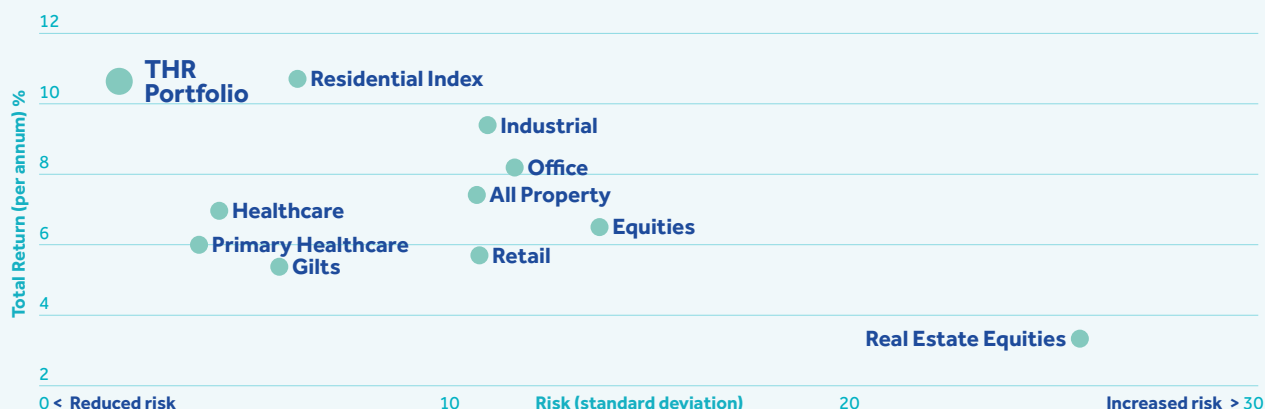 12
THR
Portfolio
Residential Index
10
Industrial
8
Office
All Property
Healthcare
Equities
6
Primary Healthcare
Retail
Gilts
4
Real Estate Equities
2
Total Return (per annum) %
0 < Reduced risk 10 Risk (standard deviation) 20 Increased risk > 30